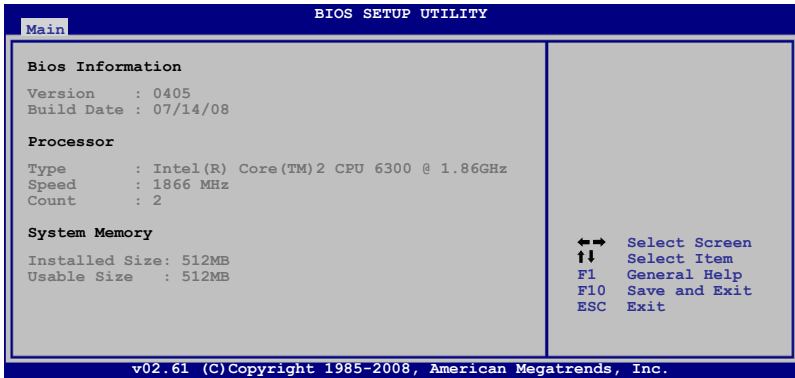 BIOS SETUP UTILITY
Main
Bios Information
Version : 0405
Build Date : 07/14/08
Processor
Type : Intel(R) Core(TM)2 CPU 6300 @ 1.86GHz
Speed : 1866 MHz
Count : 2
System Memory
Installed Size: 512MB
Usable Size : 512MB
←→ Select Screen
↑↓ Select Item
F1 General Help
F10 Save and Exit
ESC Exit
v02.61 (C)Copyright 1985-2008, American Megatrends, Inc.